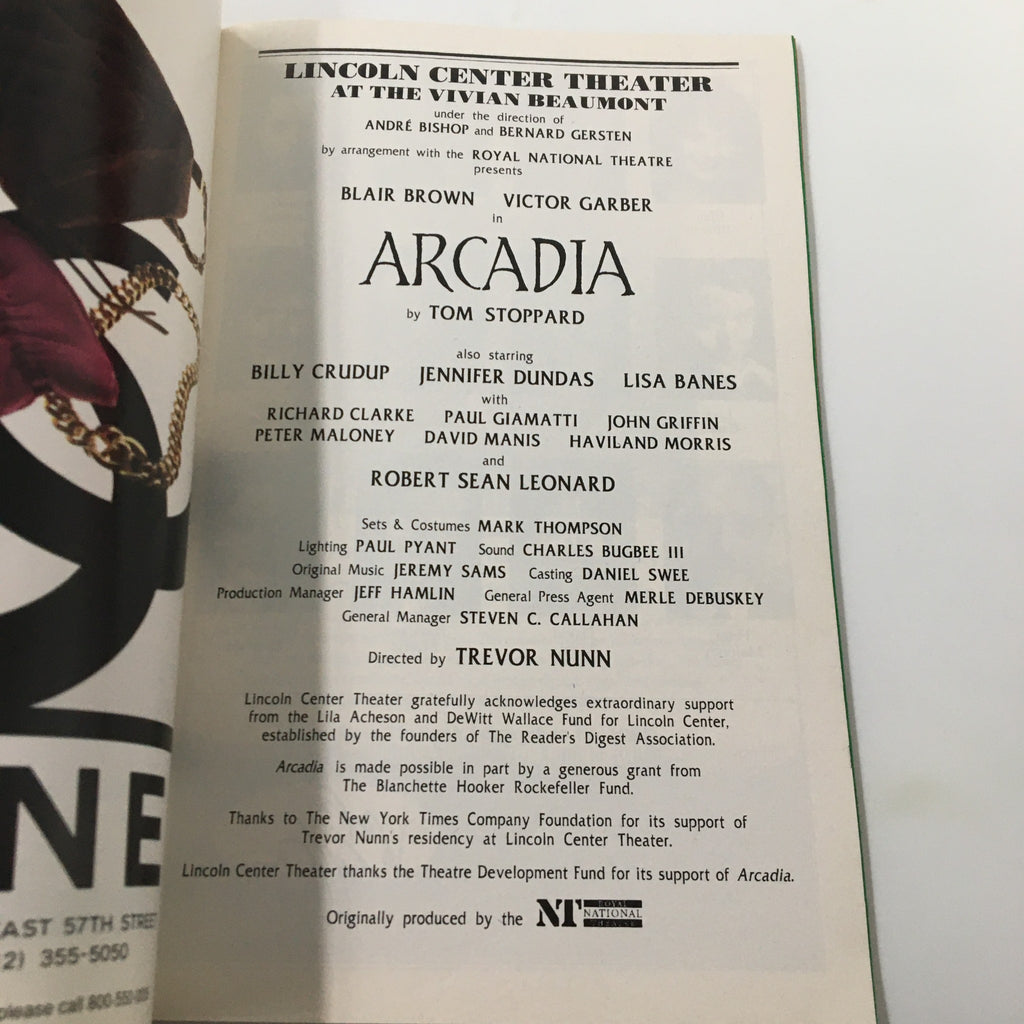 LINCOLN CENTER THEATER
AT THE VIVIAN BEAUMONT
under the direction of
ANDRÉ BISHOP and BERNARD GERSTEN
by arrangement with the ROYAL NATIONAL THEATRE
presents
BLAIR BROWN VICTOR GARBER
in
ARCADIA
by TOM STOPPARD
also starring
BILLY CRUDUP JENNIFER DUNDAS LISA BANES
with
RICHARD CLARKE PAUL GIAMATTI JOHN GRIFFIN
PETER MALONEY DAVID MANIS HAVILAND MORRIS
and
ROBERT SEAN LEONARD
Sets & Costumes MARK THOMPSON
Lighting PAUL PYANT Sound CHARLES BUGBEE III
Original Music JEREMY SAMS Casting DANIEL SWEE
Production Manager JEFF HAMLIN General Press Agent MERLE DEBUSKEY
General Manager STEVEN C. CALLAHAN
Directed by TREVOR NUNN
Lincoln Center Theater gratefully acknowledges extraordinary support
from the Lila Acheson and DeWitt Wallace Fund for Lincoln Center,
established by the founders of The Reader's Digest Association.
Arcadia is made possible in part by a generous grant from
The Blanchette Hooker Rockefeller Fund.
Thanks to The New York Times Company Foundation for its support of
Trevor Nunn's residency at Lincoln Center Theater.
Lincoln Center Theater thanks the Theatre Development Fund for its support of Arcadia.
Originally produced by the NT ROYAL NATIONAL THEATRE
NE
EAST 57TH STREET
2) 355-5050
please call 800-550-005